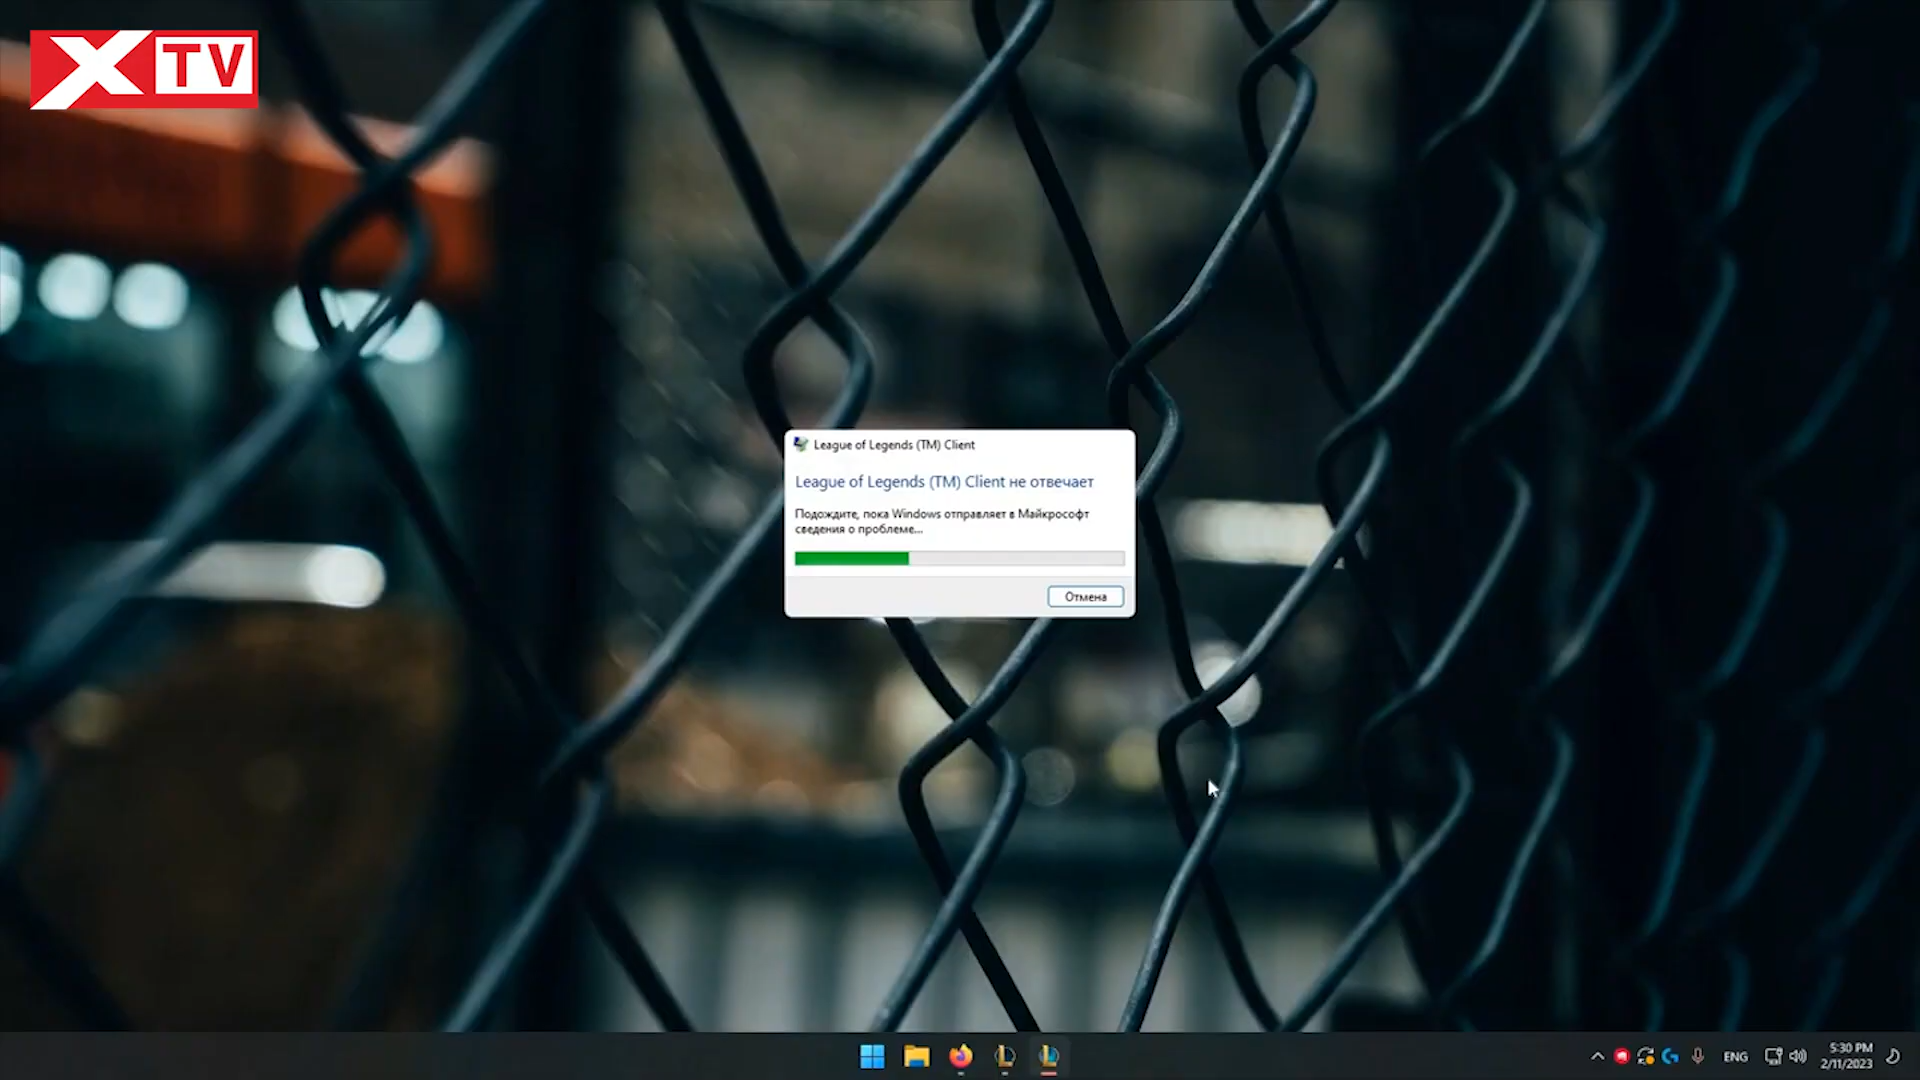 XTV
League of Legends (TM) Client
League of Legends (TM) Client не отвечает
Подождите, пока Windows отправляет в Майкрософт
сведения о проблеме...
Отмена
ENG
5:30 PM
2/11/2023